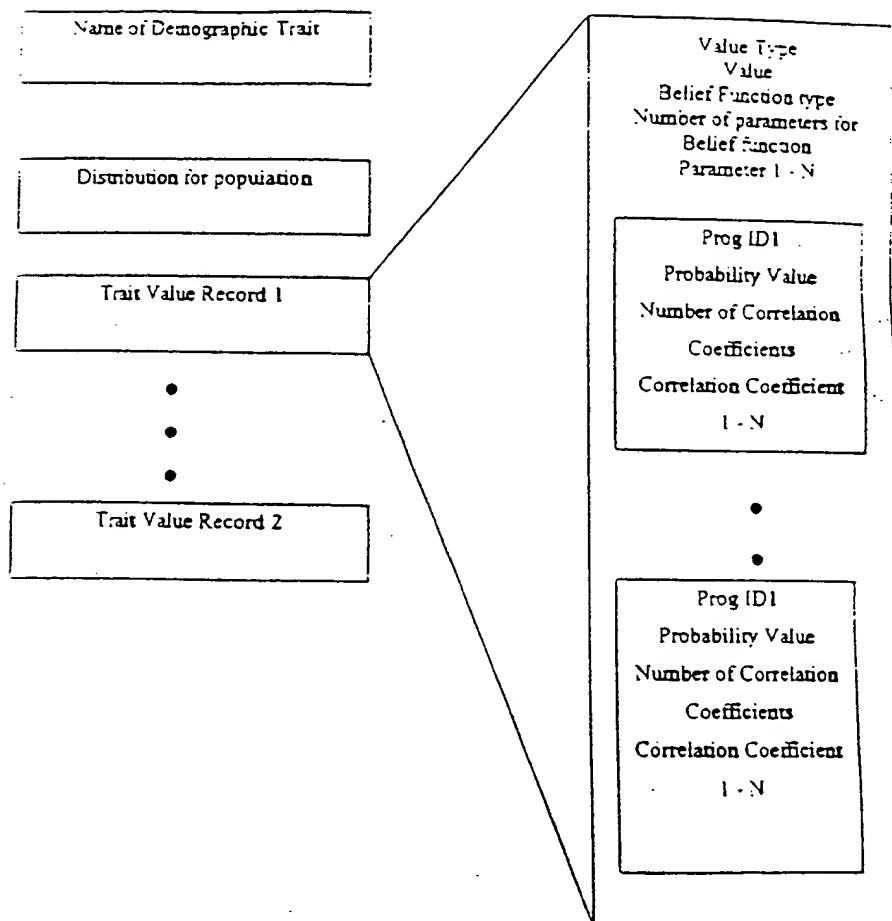 Name of Demographic Trait
Distribution for population
Trait Value Record 1
Trait Value Record 2
Value Type
Value
Belief Function type
Number of parameters for
Belief function
Parameter 1 - N
Prog ID1
Probability Value
Number of Correlation
Coefficients
Correlation Coefficient
1 - N
Prog ID1
Probability Value
Number of Correlation
Coefficients
Correlation Coefficient
1 - N